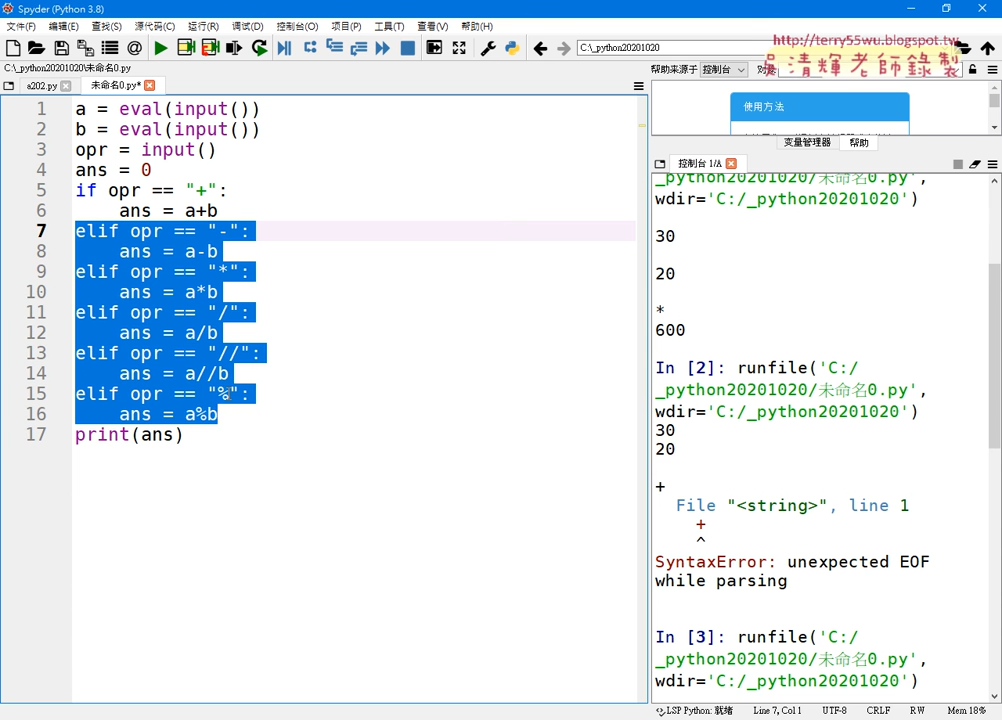 Spyder (Python 3.8)
文件(F) 编辑(E) 查找(S) 源代码(C) 运行(R) 调试(D) 控制台(O) 项目(P) 工具(T) 查看(V) 帮助(H)
C:\_python20201020
http://terry55wu.blogspot.tw
吳清輝老師錄製
C:\_python20201020\未命名0.py
帮助来源于 控制台
a202.py 未命名0.py*
使用方法
变量管理器 帮助
控制台 1/A
1 a = eval(input())
2 b = eval(input())
3 opr = input()
4 ans = 0
5 if opr == "+":
6 ans = a+b
7 elif opr == "-":
8 ans = a-b
9 elif opr == "*":
10 ans = a*b
11 elif opr == "/":
12 ans = a/b
13 elif opr == "//":
14 ans = a//b
15 elif opr == "%":
16 ans = a%b
17 print(ans)
_python20201020/未命名0.py',
wdir='C:/_python20201020')
30
20
*
600
In [2]: runfile('C:/
_python20201020/未命名0.py',
wdir='C:/_python20201020')
30
20
+
File "<string>", line 1
+
^
SyntaxError: unexpected EOF
while parsing
In [3]: runfile('C:/
_python20201020/未命名0.py',
wdir='C:/_python20201020')
LSP Python: 就绪 Line 7, Col 1 UTF-8 CRLF RW Mem 18%